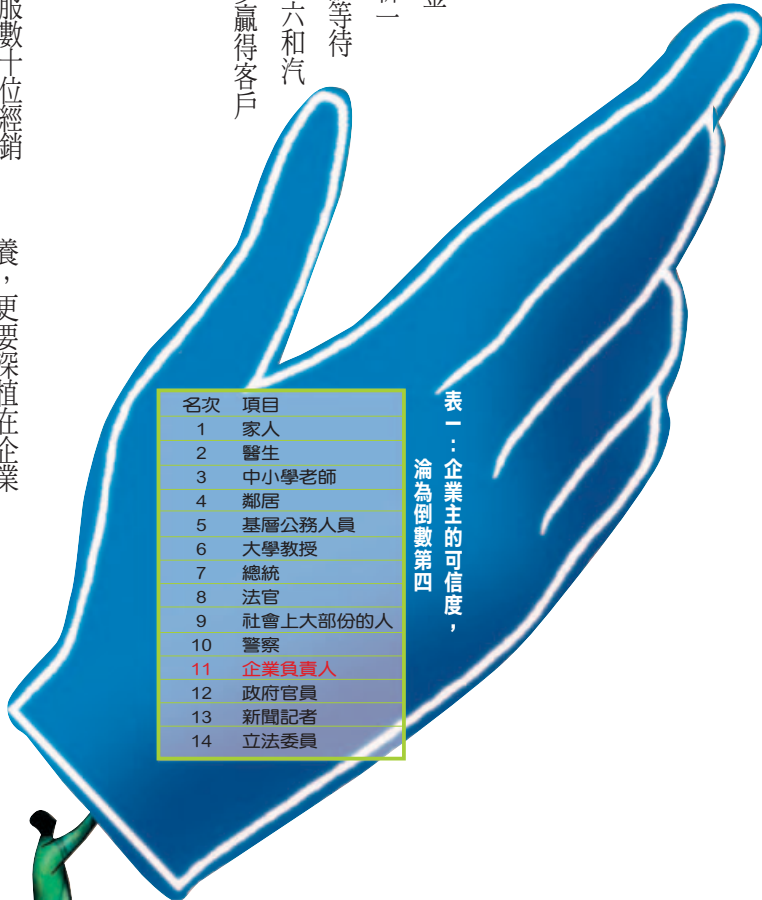 表一：企業主的可信度，
淪為倒數第四
名次 項目
1 家人
2 醫生
3 中小學老師
4 鄰居
5 基層公務人員
6 大學教授
7 總統
8 法官
9 社會上大部份的人
10 警察
11 企業負責人
12 政府官員
13 新聞記者
14 立法委員
一
等待
六和汽
贏得客戶
服數十位經銷
養，更要深植在企業